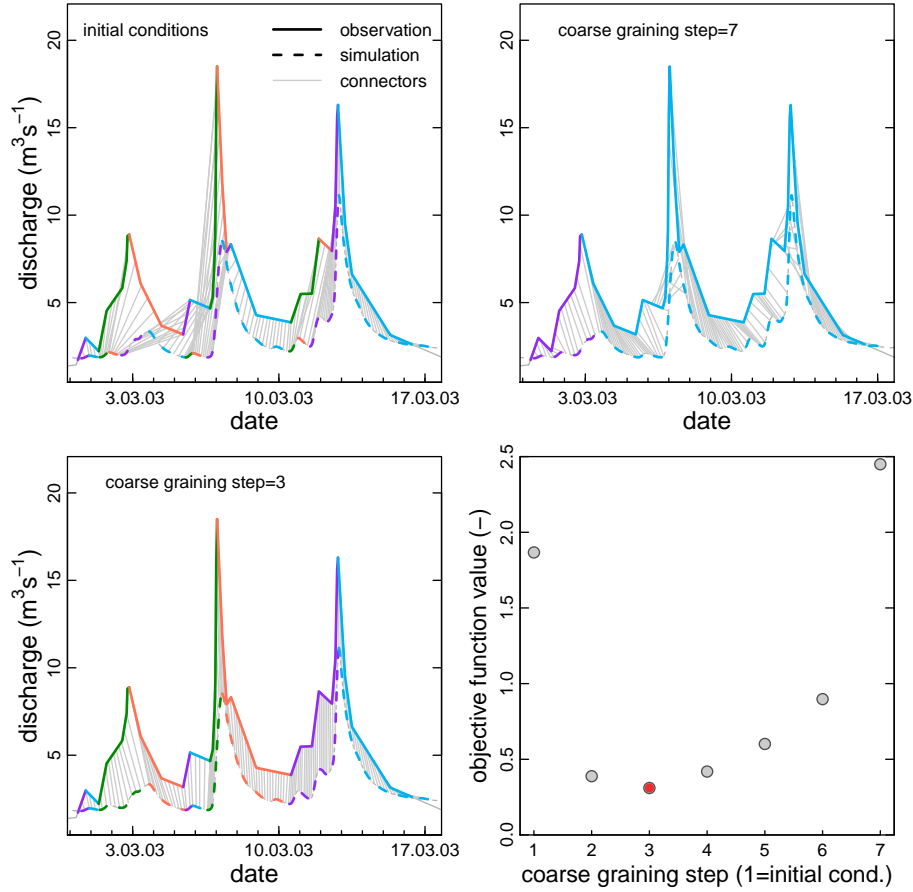 initial conditions
observation
simulation
connectors
discharge (m³s⁻¹)
5
10
15
20
3.03.03
10.03.03
17.03.03
date
coarse graining step=7
5
10
15
20
3.03.03
10.03.03
17.03.03
date
coarse graining step=3
discharge (m³s⁻¹)
5
10
15
20
3.03.03
10.03.03
17.03.03
date
objective function value (−)
0.0
0.5
1.0
1.5
2.0
2.5
1 2 3 4 5 6 7
coarse graining step (1=initial cond.)